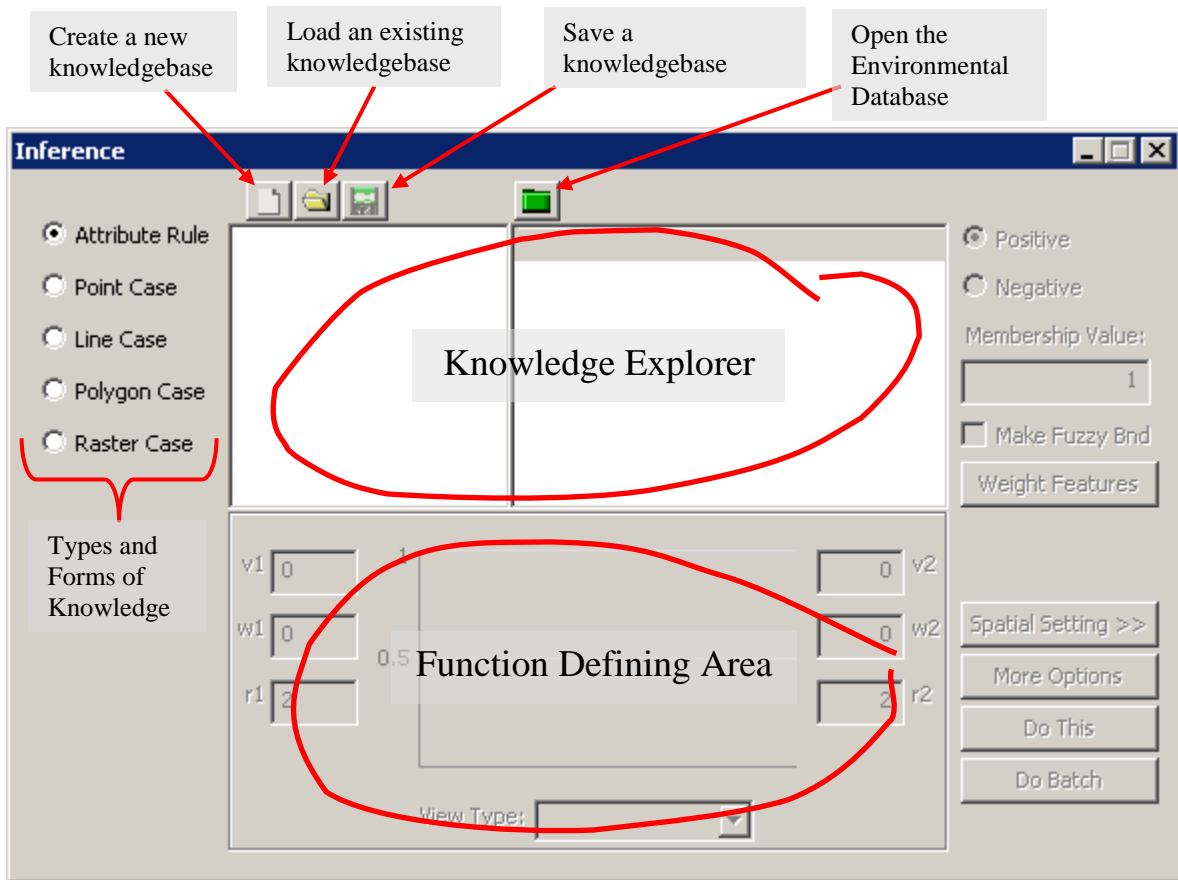 Create a new
knowledgebase
Load an existing
knowledgebase
Save a
knowledgebase
Open the
Environmental
Database
Inference
Attribute Rule
Point Case
Line Case
Polygon Case
Raster Case
Types and
Forms of
Knowledge
Knowledge Explorer
Positive
Negative
Membership Value:
1
Make Fuzzy Bnd
Weight Features
v1 0
w1 0
r1 2
1
0.5
Function Defining Area
0 v2
0 w2
2 r2
View Type:
Spatial Setting >>
More Options
Do This
Do Batch